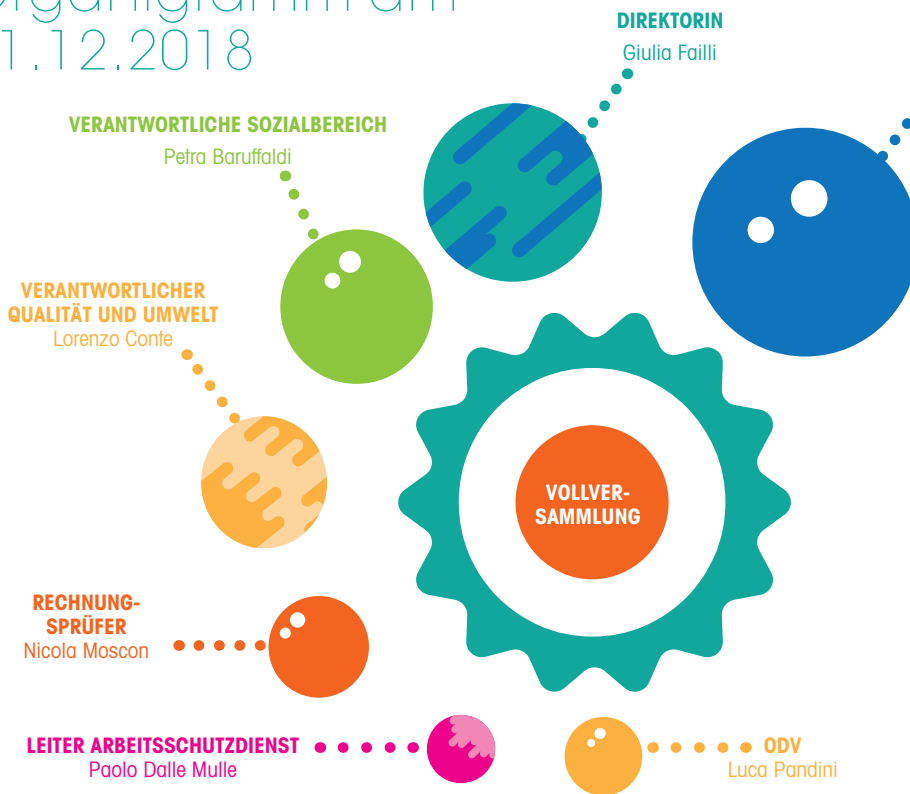 1.12.2018
DIREKTORIN
Giulia Failli
VERANTWORTLICHE SOZIALBEREICH
Petra Baruffaldi
VERANTWORTLICHER
QUALITÄT UND UMWELT
Lorenzo Conte
VOLLVER-
SAMMLUNG
RECHNUNG-
SPRÜFER
Nicola Moscon
LEITER ARBEITSSCHUTZDIENST
Paolo Dalle Mulle
ODV
Luca Pandini